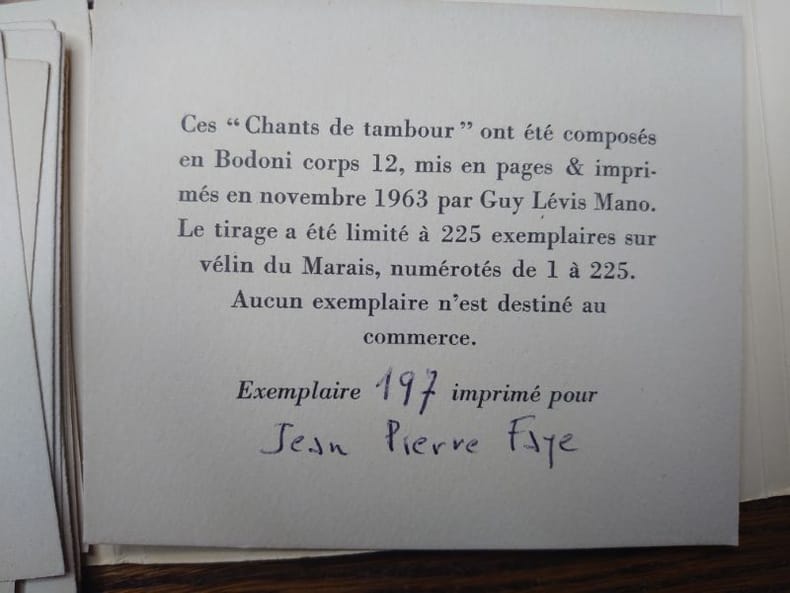 Ces “Chants de tambour” ont été composés
en Bodoni corps 12, mis en pages & impri-
més en novembre 1963 par Guy Lévis Mano.
Le tirage a été limité à 225 exemplaires sur
vélin du Marais, numérotés de 1 à 225.
Aucun exemplaire n’est destiné au
commerce.
Exemplaire 197 imprimé pour
Jean Pierre Faye